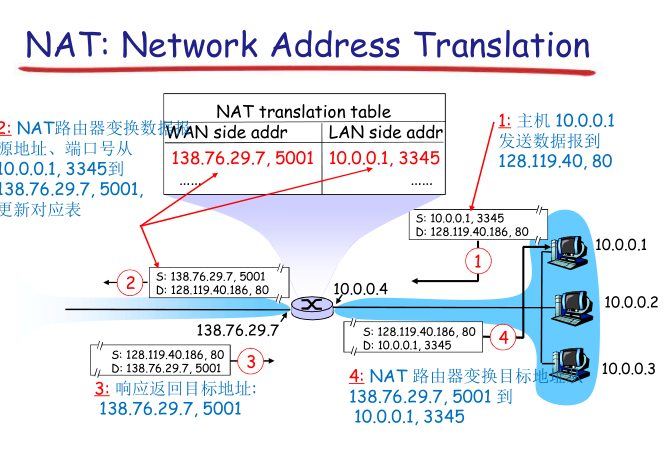 NAT: Network Address Translation
NAT translation table
WAN side addr LAN side addr
138.76.29.7, 5001 10.0.0.1, 3345
…… ……
2: NAT路由器变换数据报
源地址、端口号从
10.0.0.1, 3345到
138.76.29.7, 5001,
更新对应表
1: 主机 10.0.0.1
发送数据报到
128.119.40, 80
S: 10.0.0.1, 3345
D: 128.119.40.186, 80
1
10.0.0.1
S: 138.76.29.7, 5001
D: 128.119.40.186, 80
2
10.0.0.4
10.0.0.2
138.76.29.7
S: 128.119.40.186, 80
D: 10.0.0.1, 3345
4
S: 128.119.40.186, 80
D: 138.76.29.7, 5001
3
10.0.0.3
3: 响应返回目标地址:
138.76.29.7, 5001
4: NAT 路由器变换目标地址
138.76.29.7, 5001 到
10.0.0.1, 3345